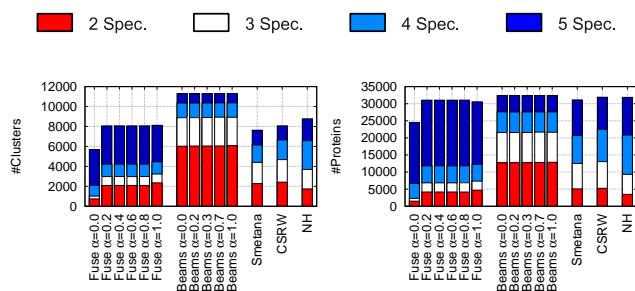 2 Spec. 3 Spec. 4 Spec. 5 Spec.
#Clusters
12000
10000
8000
6000
4000
2000
0
Fuse α=0.0
Fuse α=0.2
Fuse α=0.4
Fuse α=0.6
Fuse α=0.8
Fuse α=1.0
Beams α=0.0
Beams α=0.2
Beams α=0.3
Beams α=0.7
Beams α=1.0
Smetana
CSRW
NH
#Proteins
35000
30000
25000
20000
15000
10000
5000
0
Fuse α=0.0
Fuse α=0.2
Fuse α=0.4
Fuse α=0.6
Fuse α=0.8
Fuse α=1.0
Beams α=0.0
Beams α=0.2
Beams α=0.3
Beams α=0.7
Beams α=1.0
Smetana
CSRW
NH